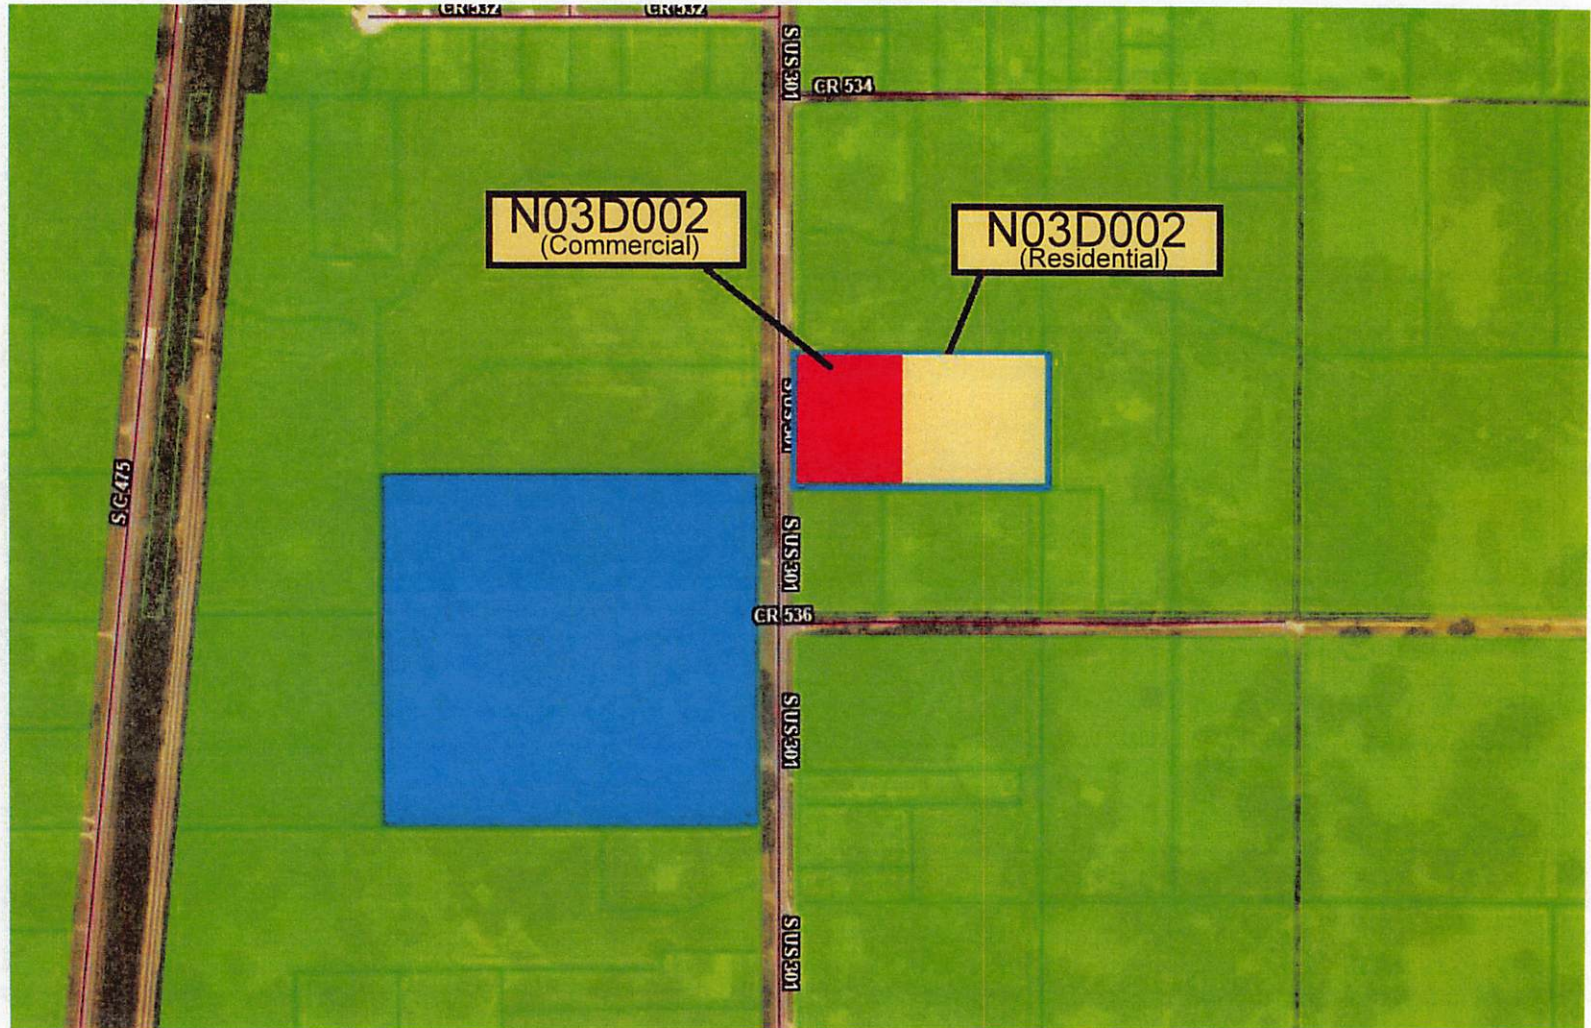 CR 532
CR 532
S US 301
CR 534
N03D002
(Commercial)
N03D002
(Residential)
S US 301
S C 475
S US 301
CR 536
S US 301
S US 301